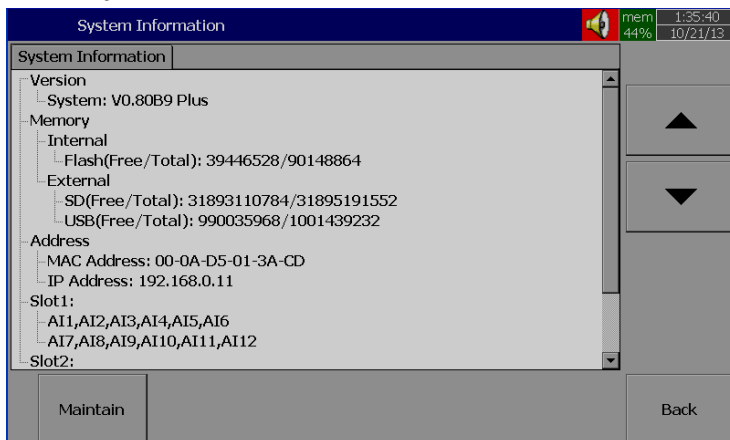 System Information
mem 1:35:40
44% 10/21/13
System Information
Version
System: V0.80B9 Plus
Memory
Internal
Flash(Free/Total): 39446528/90148864
External
SD(Free/Total): 31893110784/31895191552
USB(Free/Total): 990035968/1001439232
Address
MAC Address: 00-0A-D5-01-3A-CD
IP Address: 192.168.0.11
Slot1:
AI1,AI2,AI3,AI4,AI5,AI6
AI7,AI8,AI9,AI10,AI11,AI12
Slot2:
Maintain
Back